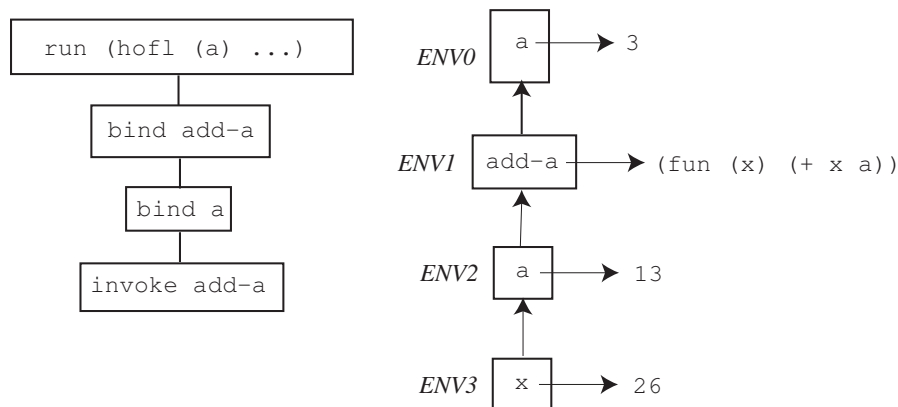 run (hofl (a) ...)
bind add-a
bind a
invoke add-a
ENV0 a 3
ENV1 add-a (fun (x) (+ x a))
ENV2 a 13
ENV3 x 26